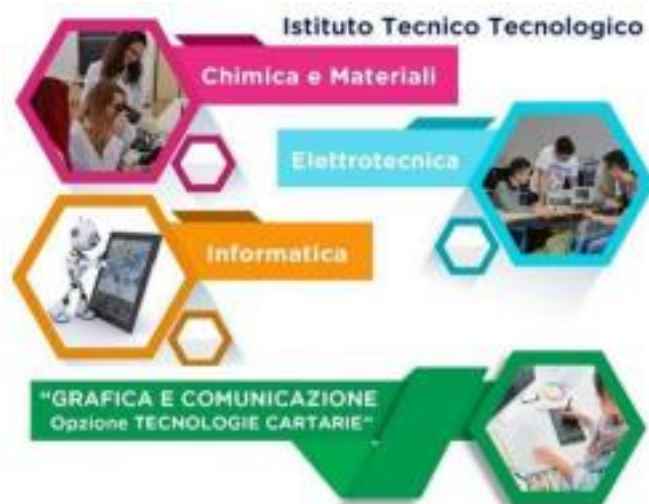 Istituto Tecnico Tecnologico
Chimica e Materiali
Elettrotecnica
Informatica
"GRAFICA E COMUNICAZIONE
Opzione TECNOLOGIE CARTARIE"